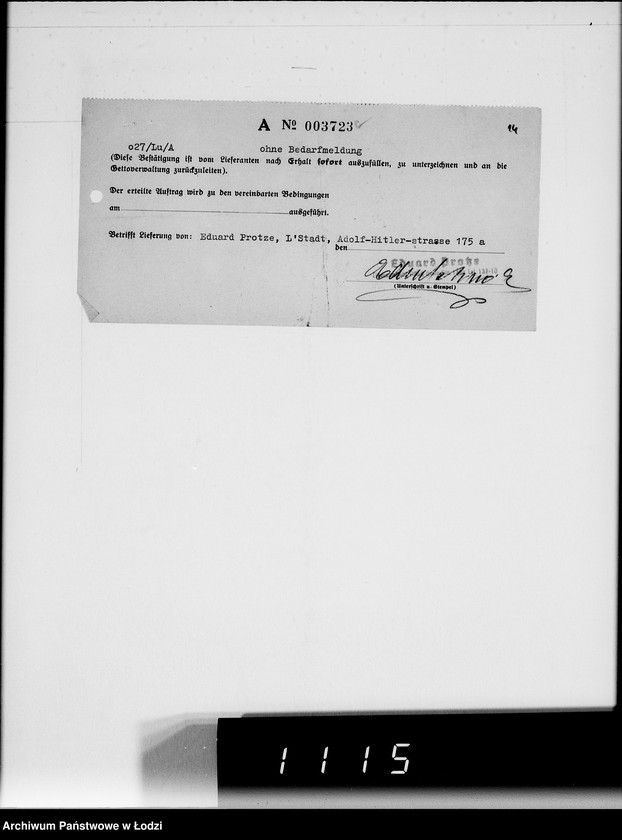 A № 003723
14
o27/Lu/A ohne Bedarfmeldung
(Diese Bestätigung ist vom Lieferanten nach Erhalt sofort auszufüllen, zu unterzeichnen und an die
Gettoverwaltung zurückzuleiten).
Der erteilte Auftrag wird zu den vereinbarten Bedingungen
am ausgeführt.
Betrifft Lieferung von: Eduard Protze, L'Stadt, Adolf-Hitler-strasse 175 a
den
Eduard Protze
(Unterschrift u. Stempel)
1115
Archiwum Państwowe w Łodzi